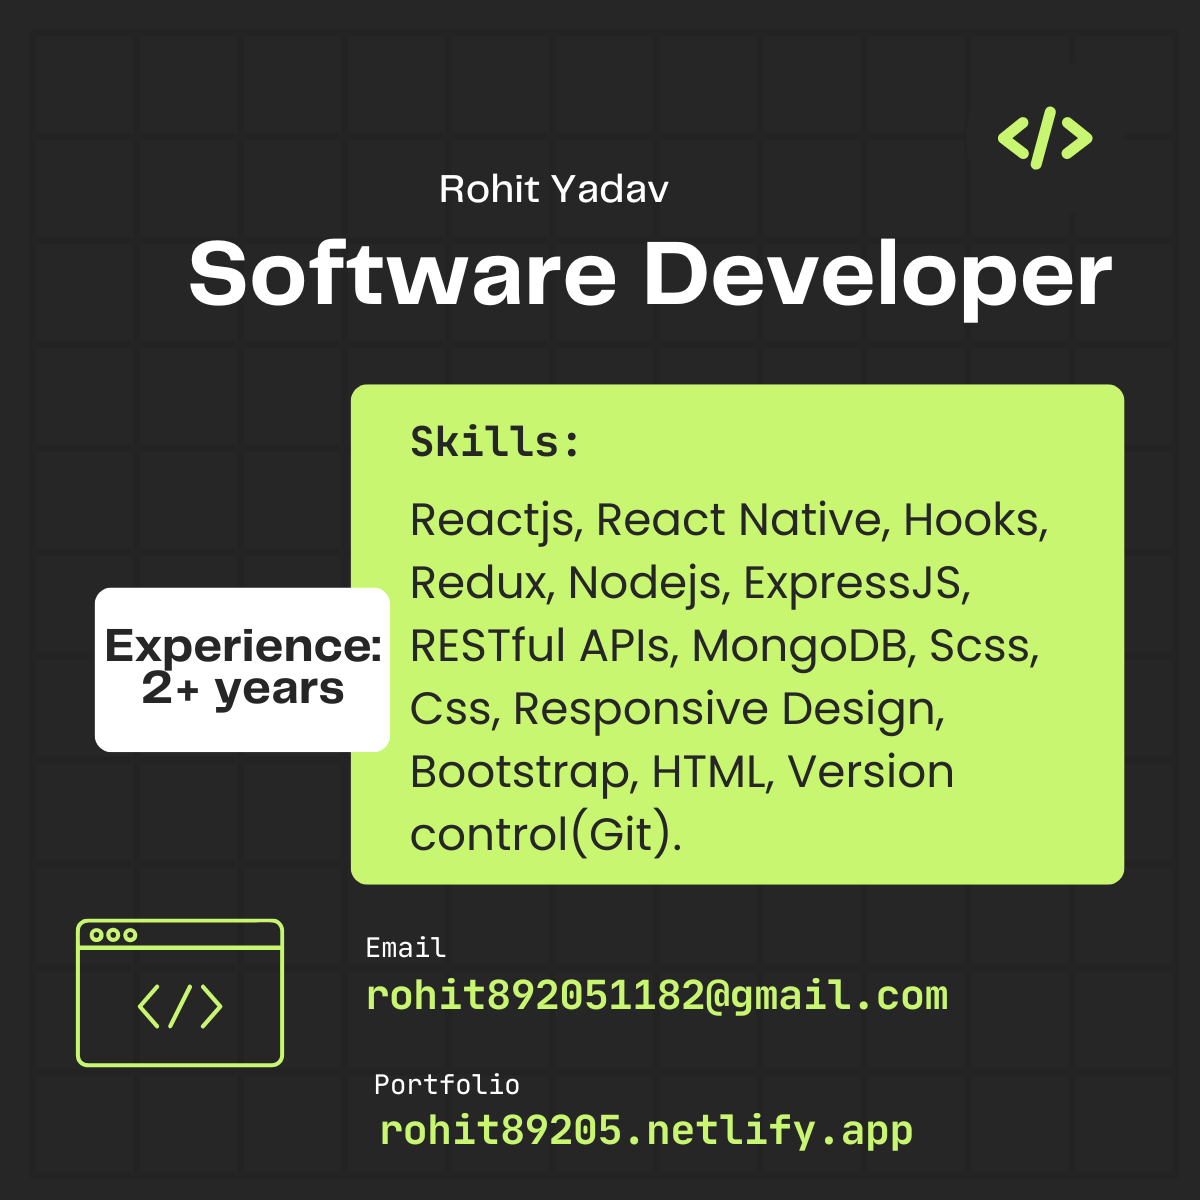 </>
Rohit Yadav
Software Developer
Skills:
Reactjs, React Native, Hooks,
Redux, Nodejs, ExpressJS,
RESTful APIs, MongoDB, Scss,
Css, Responsive Design,
Bootstrap, HTML, Version
control(Git).
Experience:
2+ years
</>
Email
rohit892051182@gmail.com
Portfolio
rohit89205.netlify.app